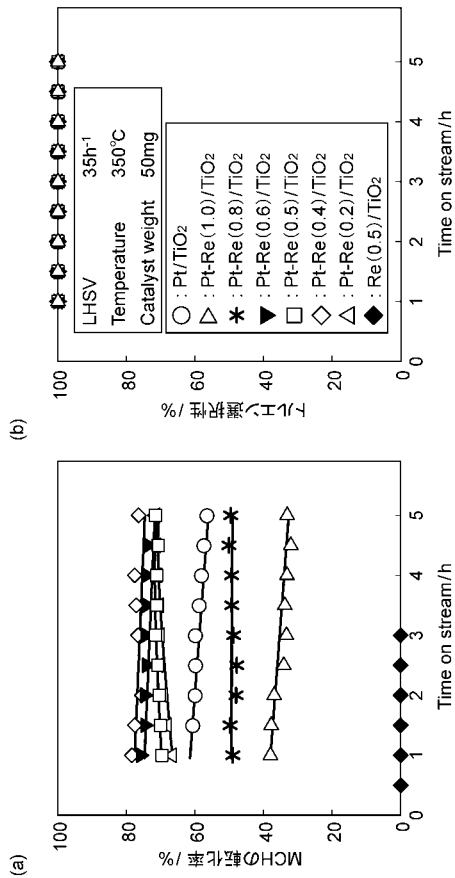 (a)
100
80
60
40
20
0
MCHの転化率 / %
0
1
2
3
4
5
Time on stream/h
(b)
100
80
60
40
20
0
トルエン選択性 / %
0
1
2
3
4
5
Time on stream/h
LHSV 35h-1
Temperature 350°C
Catalyst weight 50mg
: Pt/TiO2
: Pt-Re(1.0)/TiO2
: Pt-Re(0.8)/TiO2
: Pt-Re(0.6)/TiO2
: Pt-Re(0.5)/TiO2
: Pt-Re(0.4)/TiO2
: Pt-Re(0.2)/TiO2
: Re(0.5)/TiO2